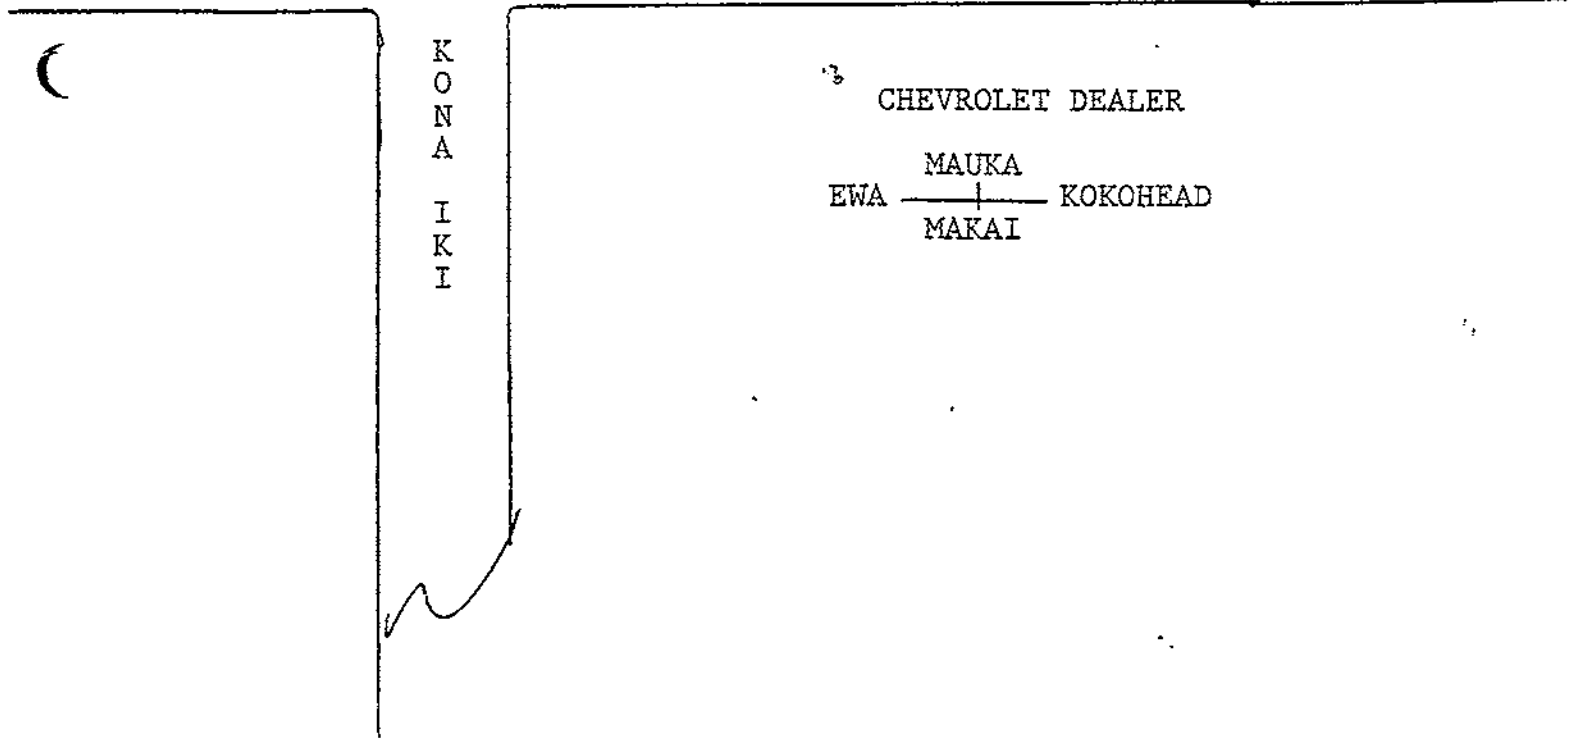 KONA IKI
CHEVROLET DEALER
MAUKA
EWA KOKOHEAD
MAKAI